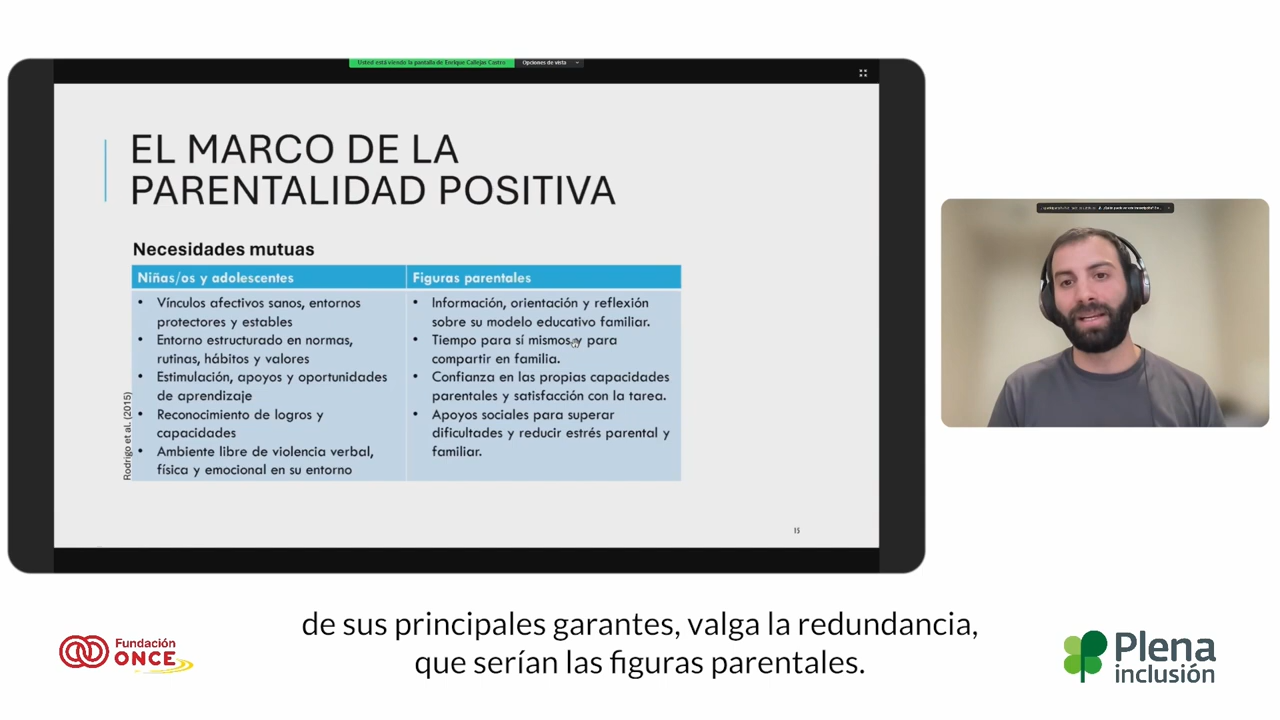 Usted está viendo la pantalla de Enrique Callejas Castro
Opciones de vista
EL MARCO DE LA
PARENTALIDAD POSITIVA
Necesidades mutuas
Niñas/os y adolescentes
• Vínculos afectivos sanos, entornos
protectores y estables
• Entorno estructurado en normas,
rutinas, hábitos y valores
• Estimulación, apoyos y oportunidades
de aprendizaje
• Reconocimiento de logros y
capacidades
• Ambiente libre de violencia verbal,
física y emocional en su entorno
Figuras parentales
• Información, orientación y reflexión
sobre su modelo educativo familiar.
• Tiempo para sí mismos y para
compartir en familia.
• Confianza en las propias capacidades
parentales y satisfacción con la tarea.
• Apoyos sociales para superar
dificultades y reducir estrés parental y
familiar.
Rodrigo et al. (2015)
15
de sus principales garantes, valga la redundancia,
que serían las figuras parentales.
Fundación
ONCE
Plena
inclusión